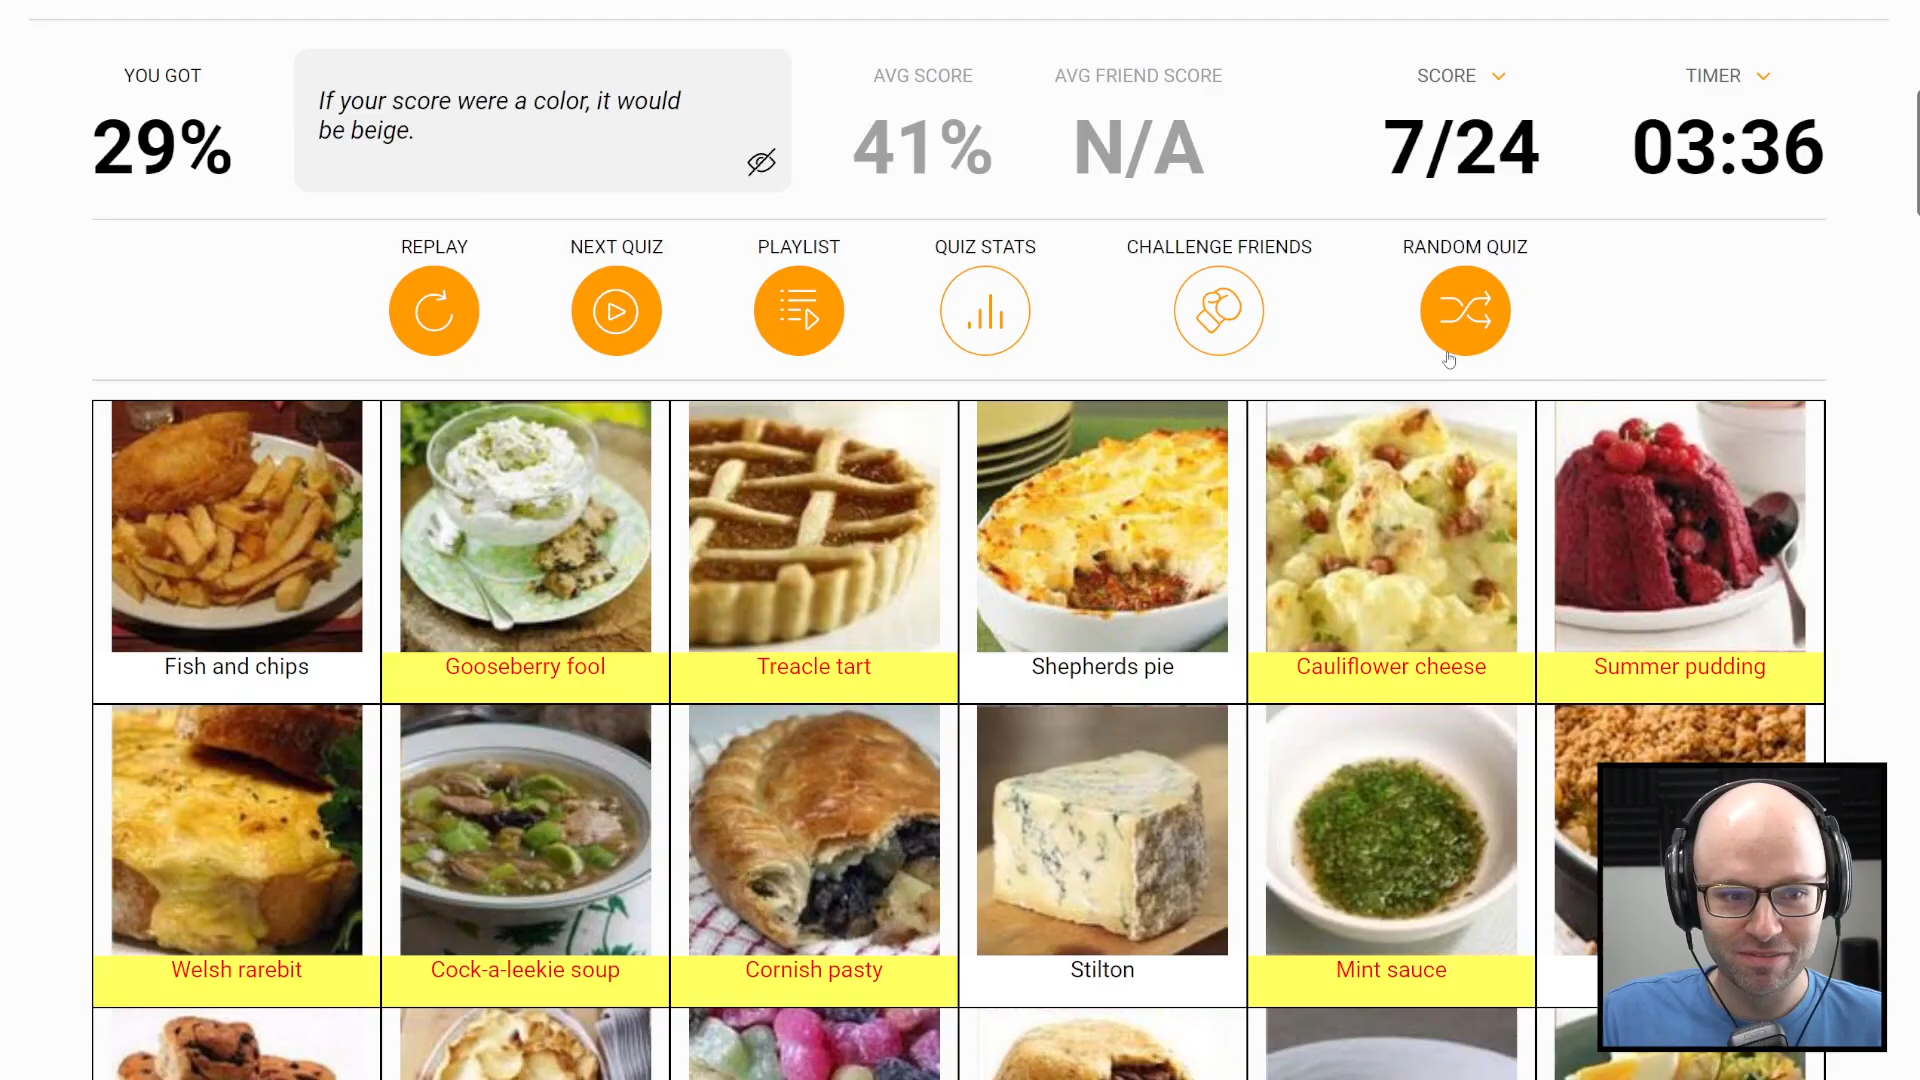 YOU GOT
29%
If your score were a color, it would
be beige.
AVG SCORE
41%
AVG FRIEND SCORE
N/A
SCORE
7/24
TIMER
03:36
REPLAY
NEXT QUIZ
PLAYLIST
QUIZ STATS
CHALLENGE FRIENDS
RANDOM QUIZ
Fish and chips
Gooseberry fool
Treacle tart
Shepherds pie
Cauliflower cheese
Summer pudding
Welsh rarebit
Cock-a-leekie soup
Cornish pasty
Stilton
Mint sauce